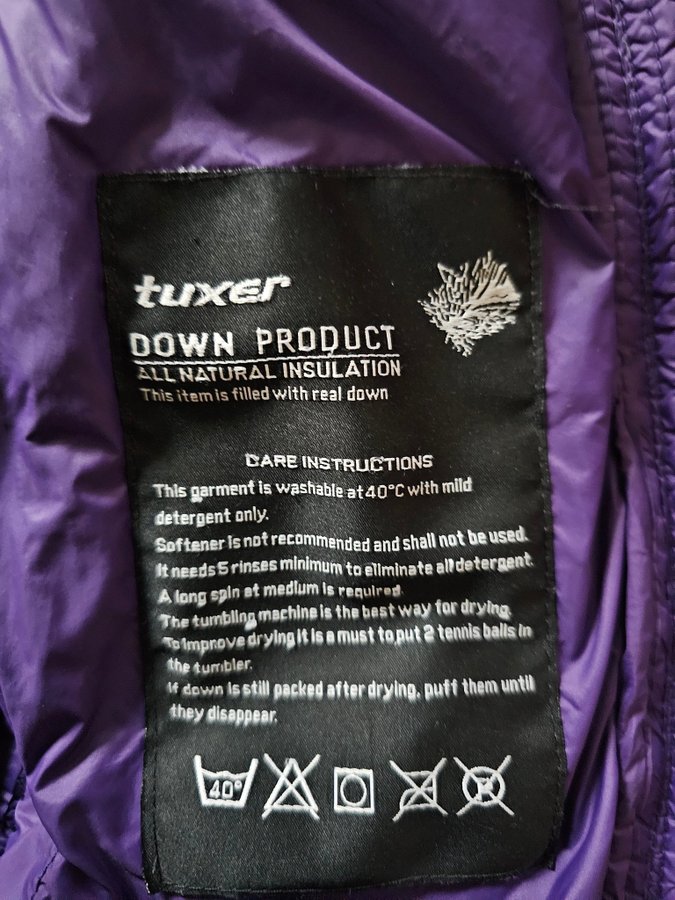 tuxer
DOWN PRODUCT
ALL NATURAL INSULATION
This item is filled with real down
CARE INSTRUCTIONS
This garment is washable at 40°C with mild
detergent only.
Softener is not recommended and shall not be used.
It needs 5 rinses minimum to eliminate all detergent.
A long spin at medium is required.
The tumbling machine is the best way for drying.
To improve drying it is a must to put 2 tennis balls in
the tumbler.
If down is still packed after drying, puff them until
they disappear.
40°